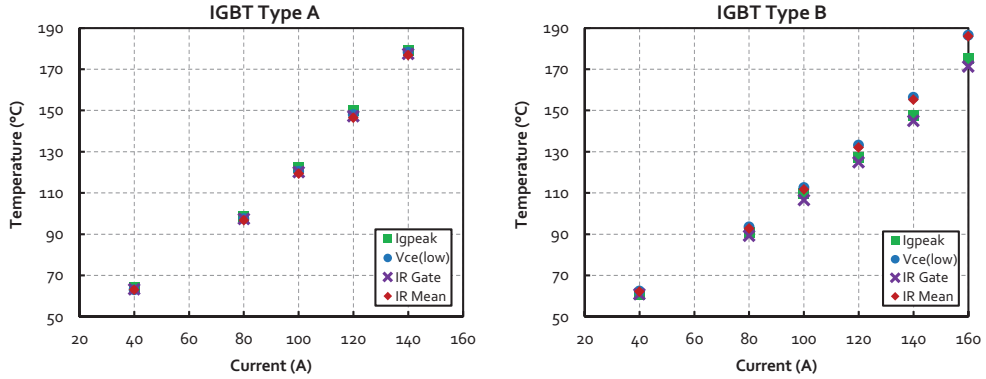 IGBT Type A
190
170
150
130
110
90
70
50
Temperature (°C)
20 40 60 80 100 120 140 160
Current (A)
Igpeak
Vce(low)
IR Gate
IR Mean
IGBT Type B
190
170
150
130
110
90
70
50
Temperature (°C)
20 40 60 80 100 120 140 160
Current (A)
Igpeak
Vce(low)
IR Gate
IR Mean